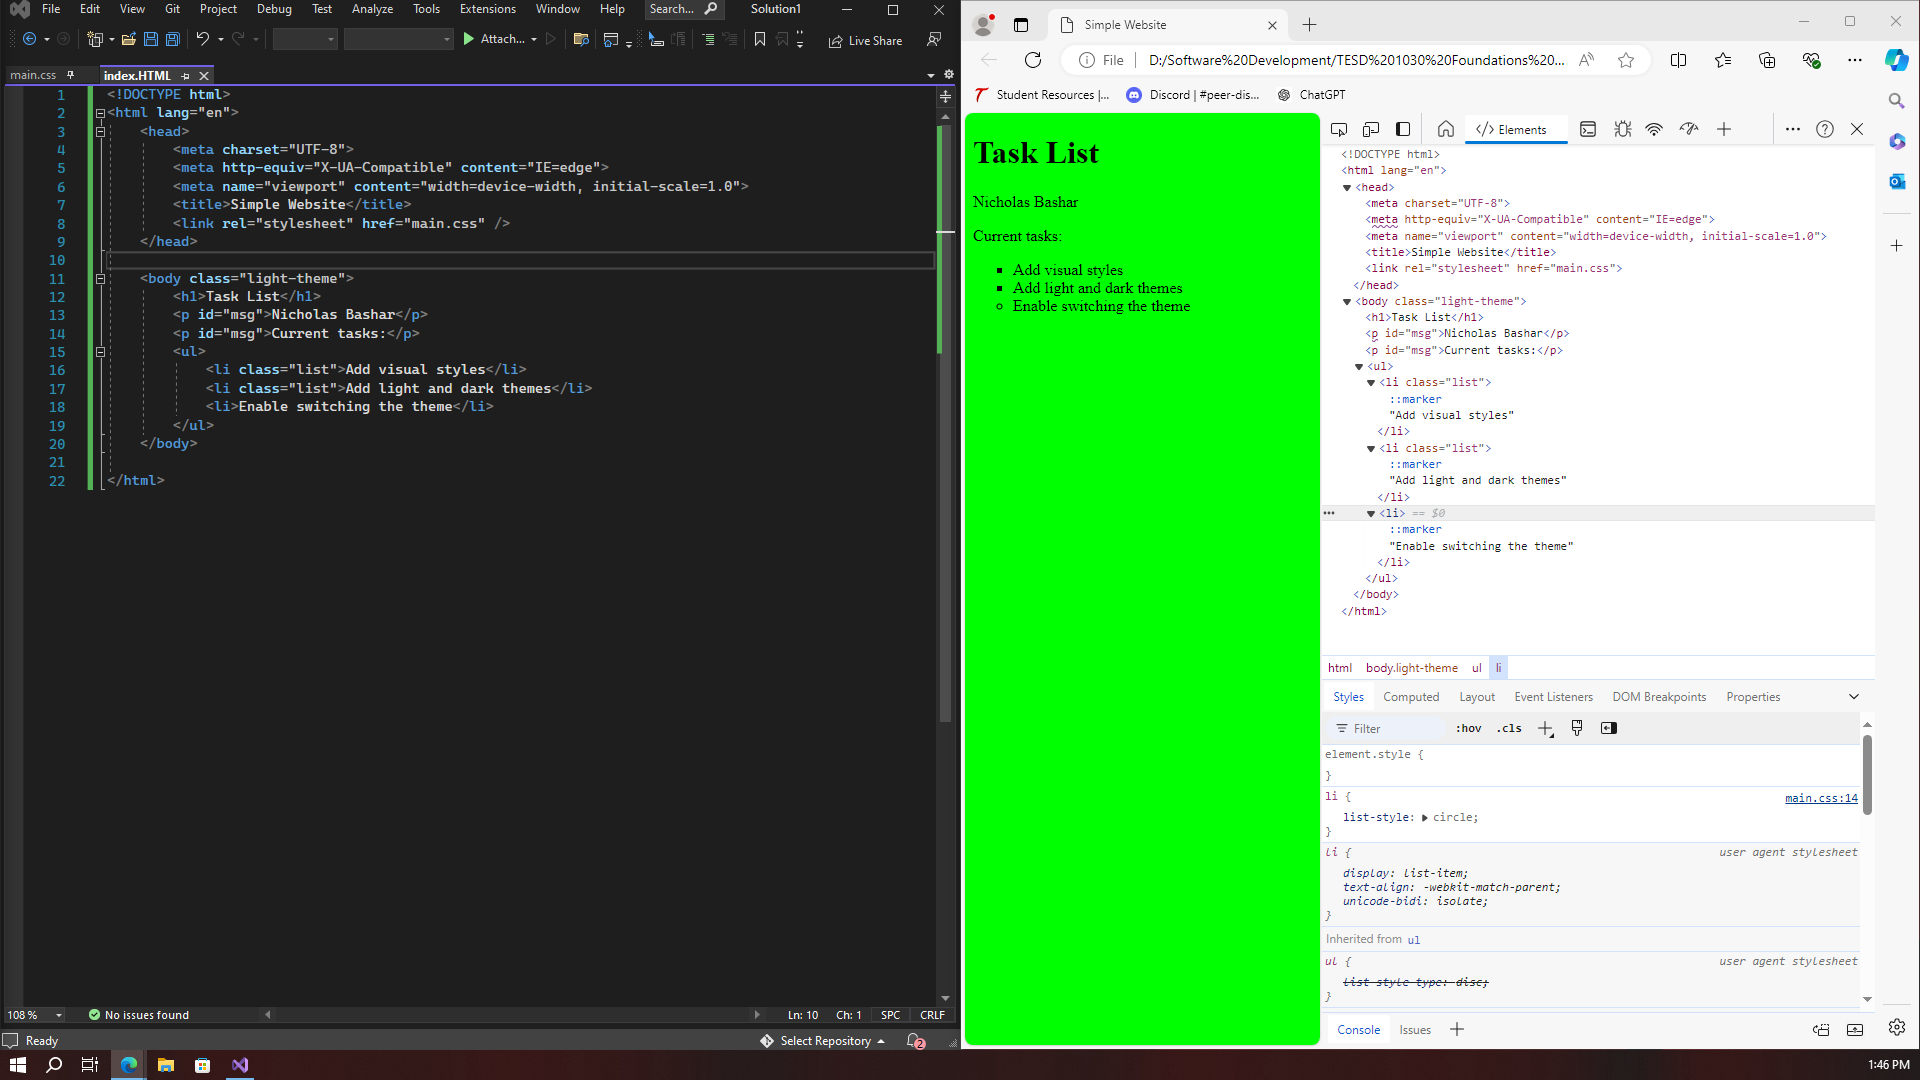 File Edit View Git Project Debug Test Analyze Tools Extensions Window Help Search... Solution1
Attach... Live Share
main.css index.HTML
1 <!DOCTYPE html>
2 <html lang="en">
3 <head>
4 <meta charset="UTF-8">
5 <meta http-equiv="X-UA-Compatible" content="IE=edge">
6 <meta name="viewport" content="width=device-width, initial-scale=1.0">
7 <title>Simple Website</title>
8 <link rel="stylesheet" href="main.css" />
9 </head>
10
11 <body class="light-theme">
12 <h1>Task List</h1>
13 <p id="msg">Nicholas Bashar</p>
14 <p id="msg">Current tasks:</p>
15 <ul>
16 <li class="list">Add visual styles</li>
17 <li class="list">Add light and dark themes</li>
18 <li>Enable switching the theme</li>
19 </ul>
20 </body>
21
22 </html>
108 % No issues found Ln: 10 Ch: 1 SPC CRLF
Ready Select Repository 2
Simple Website
File D:/Software%20Development/TESD%201030%20Foundations%20...
Student Resources |... Discord | #peer-dis... ChatGPT
Task List
Nicholas Bashar
Current tasks:
Add visual styles
Add light and dark themes
Enable switching the theme
Elements
<!DOCTYPE html>
<html lang="en">
<head>
<meta charset="UTF-8">
<meta http-equiv="X-UA-Compatible" content="IE=edge">
<meta name="viewport" content="width=device-width, initial-scale=1.0">
<title>Simple Website</title>
<link rel="stylesheet" href="main.css">
</head>
<body class="light-theme">
<h1>Task List</h1>
<p id="msg">Nicholas Bashar</p>
<p id="msg">Current tasks:</p>
<ul>
<li class="list">
::marker
"Add visual styles"
</li>
<li class="list">
::marker
"Add light and dark themes"
</li>
<li> == $0
::marker
"Enable switching the theme"
</li>
</ul>
</body>
</html>
html body.light-theme ul li
Styles Computed Layout Event Listeners DOM Breakpoints Properties
Filter :hov .cls
element.style {
}
li { main.css:14
list-style: circle;
}
li { user agent stylesheet
display: list-item;
text-align: -webkit-match-parent;
unicode-bidi: isolate;
}
Inherited from ul
ul { user agent stylesheet
list-style-type: disc;
}
Console Issues
1:46 PM